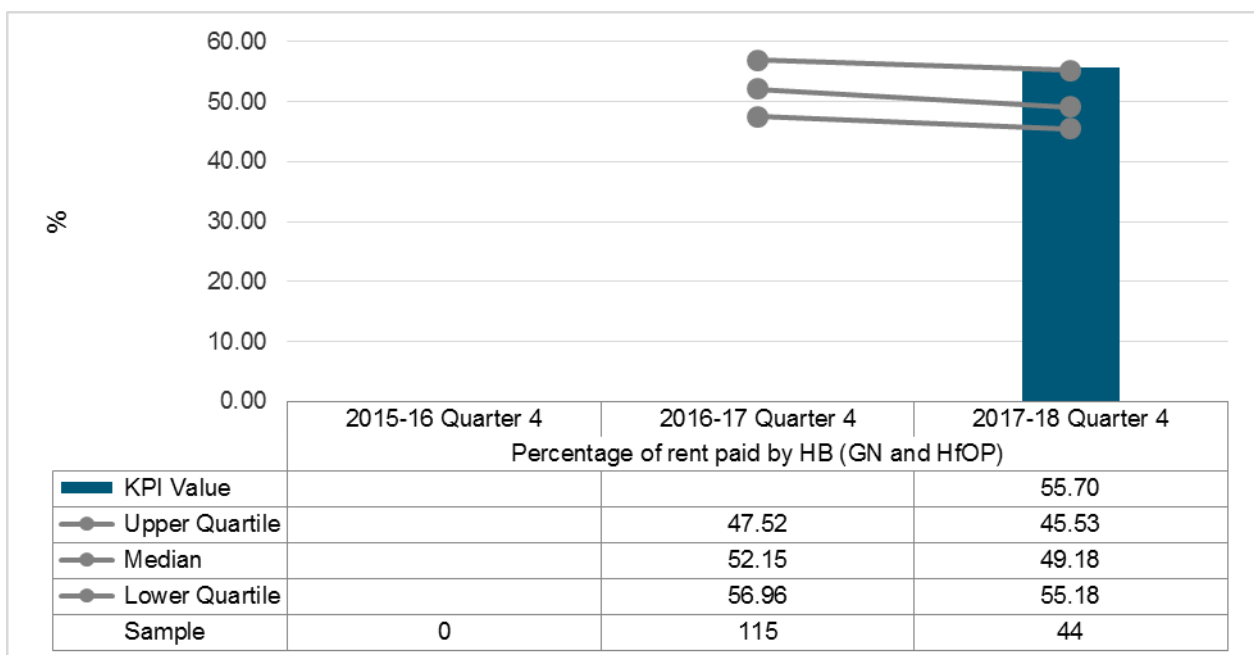 60.00
50.00
40.00
30.00
20.00
10.00
0.00
%
2015-16 Quarter 4 2016-17 Quarter 4 2017-18 Quarter 4
Percentage of rent paid by HB (GN and HfOP)
KPI Value 55.70
Upper Quartile 47.52 45.53
Median 52.15 49.18
Lower Quartile 56.96 55.18
Sample 0 115 44